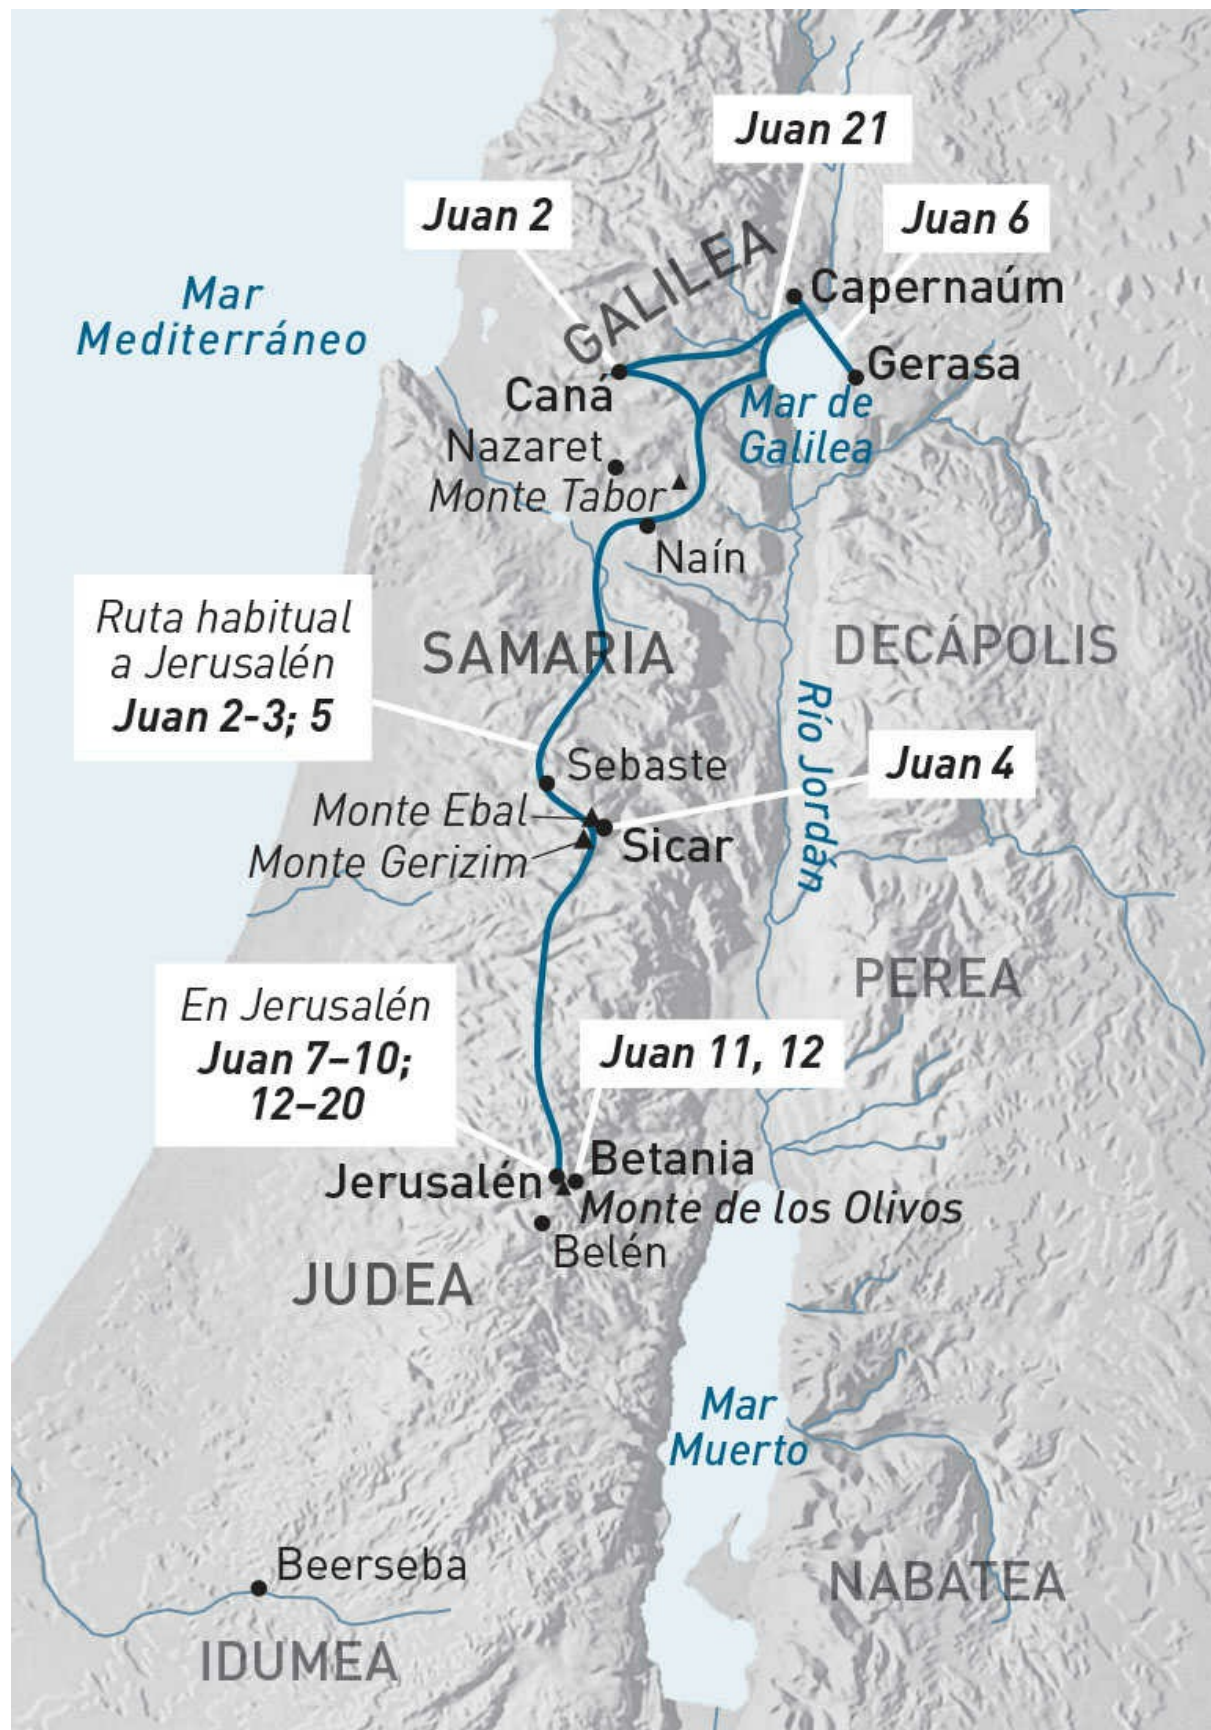 Juan 21
Juan 2
Juan 6
GALILEA
Mar
Mediterráneo
Capernaúm
Gerasa
Caná
Mar de
Galilea
Nazaret
Monte Tabor
Naín
Ruta habitual
a Jerusalén
Juan 2-3; 5
SAMARIA
DECÁPOLIS
Río Jordán
Sebaste
Juan 4
Monte Ebal
Sicar
Monte Gerizim
PEREA
En Jerusalén
Juan 7–10;
12–20
Juan 11, 12
Betania
Jerusalén
Monte de los Olivos
Belén
JUDEA
Mar
Muerto
Beerseba
NABATEA
IDUMEA